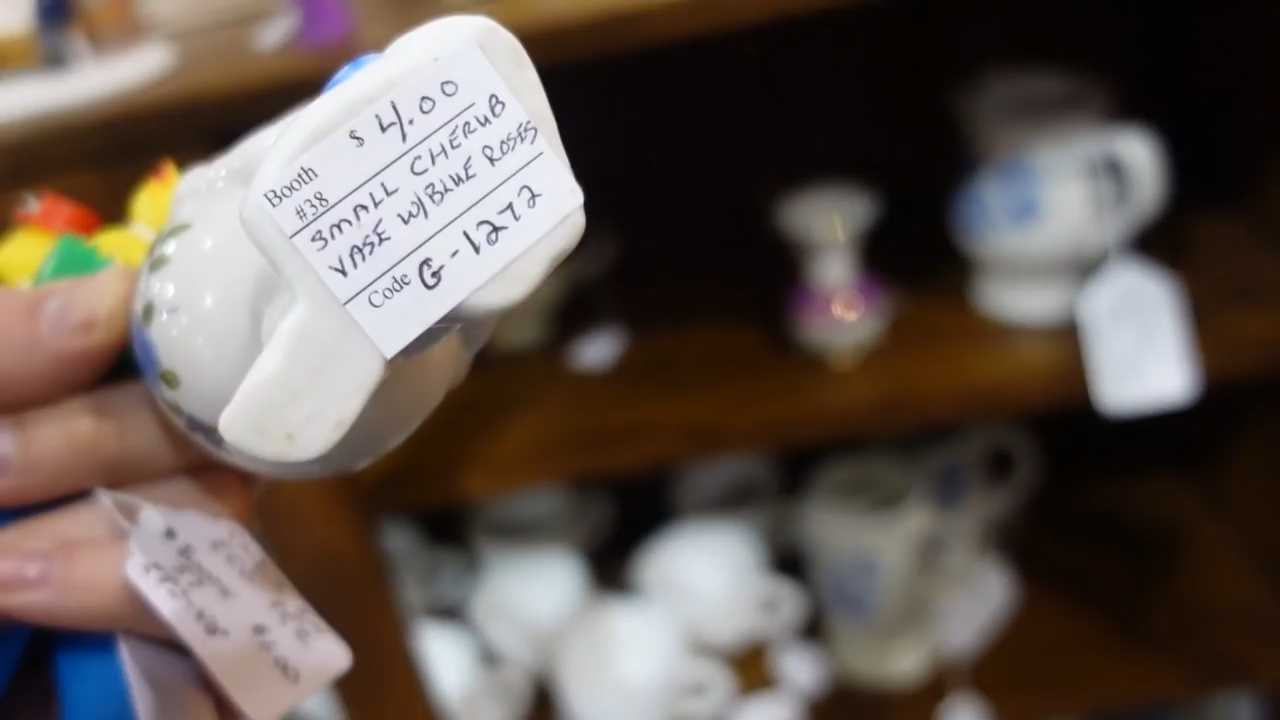 $ 4.00
Booth
#38
SMALL CHERUB
VASE W/BLUE ROSES
Code G-1272